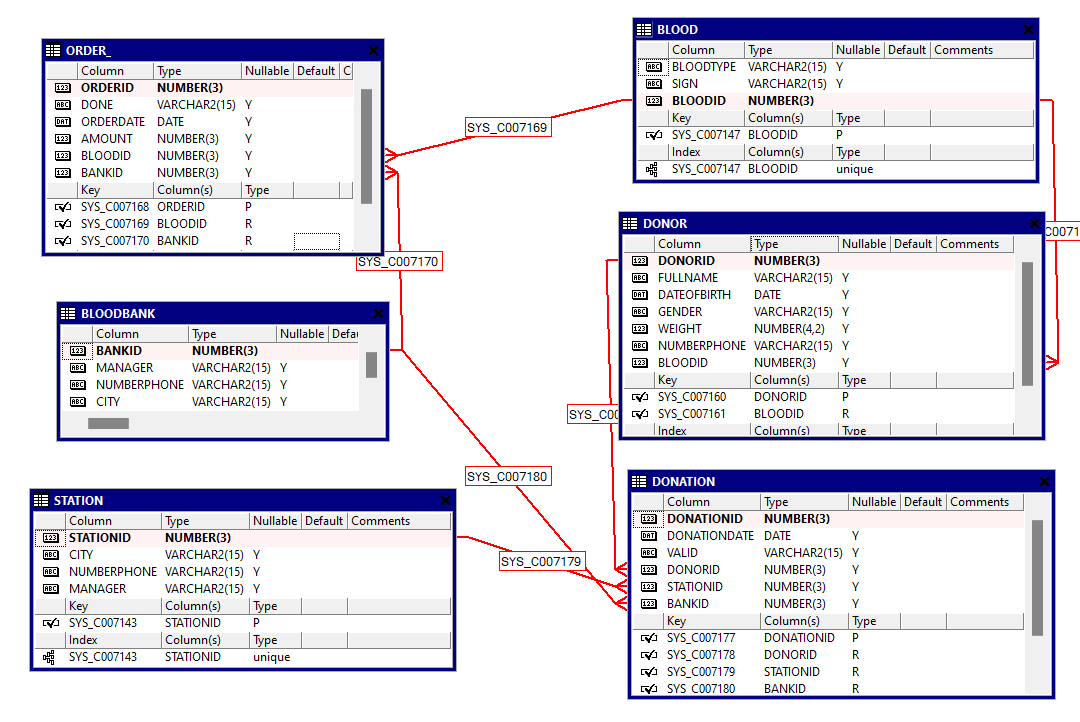 ORDER_
Column Type Nullable Default C
ORDERID NUMBER(3)
DONE VARCHAR2(15) Y
ORDERDATE DATE Y
AMOUNT NUMBER(3) Y
BLOODID NUMBER(3) Y
BANKID NUMBER(3) Y
Key Column(s) Type
SYS_C007168 ORDERID P
SYS_C007169 BLOODID R
SYS_C007170 BANKID R
SYS_C007169
BLOOD
Column Type Nullable Default Comments
BLOODTYPE VARCHAR2(15) Y
SIGN VARCHAR2(15) Y
BLOODID NUMBER(3)
Key Column(s) Type
SYS_C007147 BLOODID P
Index Column(s) Type
SYS_C007147 BLOODID unique
SYS_C007170
DONOR
Column Type Nullable Default Comments
DONORID NUMBER(3)
FULLNAME VARCHAR2(15) Y
DATEOFBIRTH DATE Y
GENDER VARCHAR2(15) Y
WEIGHT NUMBER(4,2) Y
NUMBERPHONE VARCHAR2(15) Y
BLOODID NUMBER(3) Y
Key Column(s) Type
SYS_C007160 DONORID P
SYS_C007161 BLOODID R
Index Column(s) Type
C0071
BLOODBANK
Column Type Nullable Defau
BANKID NUMBER(3)
MANAGER VARCHAR2(15) Y
NUMBERPHONE VARCHAR2(15) Y
CITY VARCHAR2(15) Y
SYS_C00
SYS_C007180
STATION
Column Type Nullable Default Comments
STATIONID NUMBER(3)
CITY VARCHAR2(15) Y
NUMBERPHONE VARCHAR2(15) Y
MANAGER VARCHAR2(15) Y
Key Column(s) Type
SYS_C007143 STATIONID P
Index Column(s) Type
SYS_C007143 STATIONID unique
SYS_C007179
DONATION
Column Type Nullable Default Comments
DONATIONID NUMBER(3)
DONATIONDATE DATE Y
VALID VARCHAR2(15) Y
DONORID NUMBER(3) Y
STATIONID NUMBER(3) Y
BANKID NUMBER(3) Y
Key Column(s) Type
SYS_C007177 DONATIONID P
SYS_C007178 DONORID R
SYS_C007179 STATIONID R
SYS_C007180 BANKID R